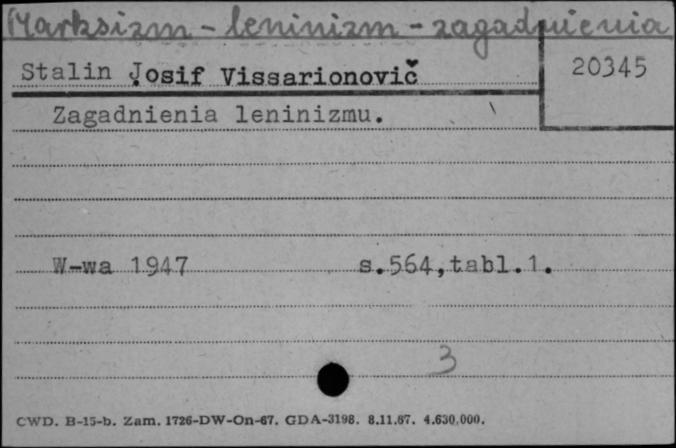 Marksizm - leninizm - zagadnienia
Stalin Josif Vissarionovič
20345
Zagadnienia leninizmu.
W-wa 1947 s.564,tabl.1.
3
CWD. B-15-b. Zam. 1726-DW-On-67. GDA-3198. 8.11.67. 4.630.000.